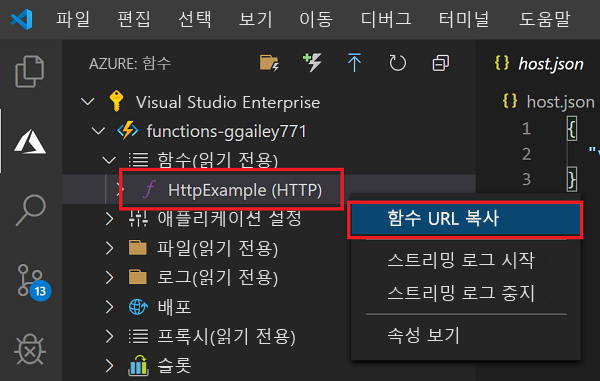 파일 편집 선택 보기 이동 디버그 터미널 도움말
AZURE: 함수
{} host.json
Visual Studio Enterprise
{} host.json
functions-ggailey771
1 {
함수(읽기 전용)
2 "v
HttpExample (HTTP)
3 }
애플리케이션 설정
함수 URL 복사
파일(읽기 전용)
스트리밍 로그 시작
로그(읽기 전용)
스트리밍 로그 중지
배포
프록시(읽기 전용)
속성 보기
슬롯
13